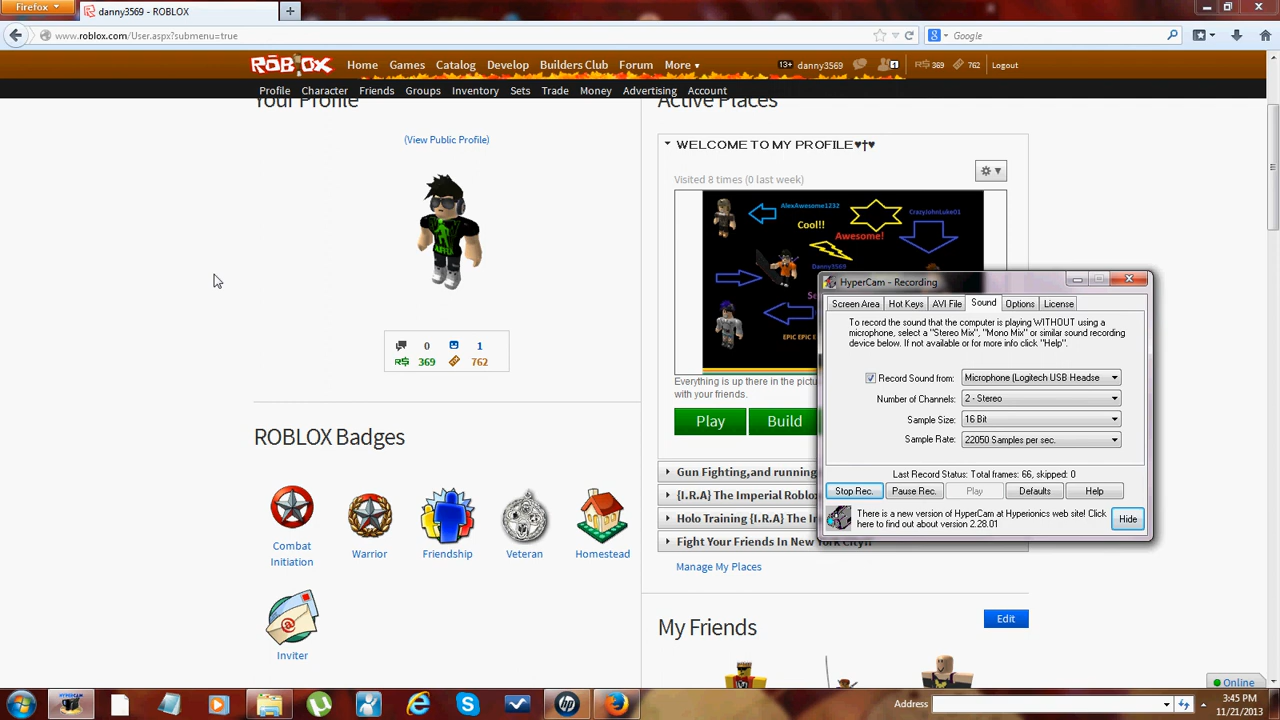 Firefox
danny3569 - ROBLOX
www.roblox.com/User.aspx?submenu=true
Google
ROBLOX
Home Games Catalog Develop Builders Club Forum More
13+ danny3569
1
R$ 369 762 Logout
Profile Character Friends Groups Inventory Sets Trade Money Advertising Account
Your Profile
(View Public Profile)
0 1
R$ 369 762
ROBLOX Badges
Combat Initiation
Warrior
Friendship
Veteran
Homestead
Inviter
Active Places
WELCOME TO MY PROFILE♥†♥
Visited 8 times (0 last week)
AlexAwesome1232
Cool!!
Awesome!
CrazyJohnLuke01
Danny3569
EPIC EPIC
Everything is up there in the pictu
with your friends.
Play Build
Gun Fighting,and running
{I.R.A} The Imperial Roblox
Holo Training {I.R.A} The Im
Fight Your Friends In New York City!!
Manage My Places
My Friends
Edit
HyperCam - Recording
Screen Area Hot Keys AVI File Sound Options License
To record the sound that the computer is playing WITHOUT using a
microphone, select a "Stereo Mix", "Mono Mix" or similar sound recording
device below. If not available or for more info click "Help".
Record Sound from: Microphone (Logitech USB Headse
Number of Channels: 2 - Stereo
Sample Size: 16 Bit
Sample Rate: 22050 Samples per sec.
Last Record Status: Total frames: 66, skipped: 0
Stop Rec. Pause Rec. Play Defaults Help
There is a new version of HyperCam at Hyperionics web site! Click
here to find out about version 2.28.01
Hide
Online
Address
3:45 PM
11/21/2013